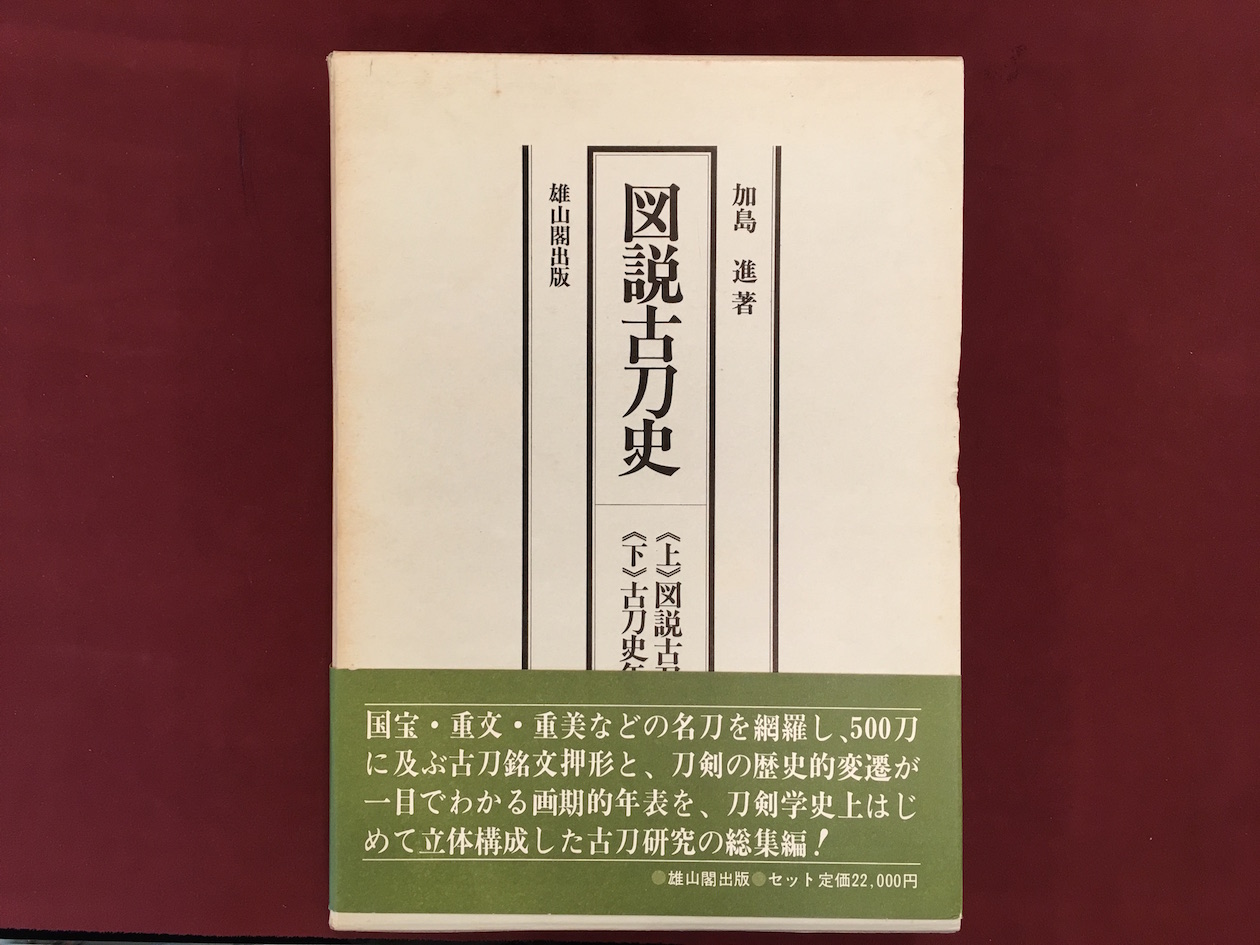 加島 進 著
図説古刀史
《上》図説古
《下》古刀史
雄山閣出版
国宝・重文・重美などの名刀を網羅し、500刀
に及ぶ古刀銘文押形と、刀剣の歴史的変遷が
一目でわかる画期的年表を、刀剣学史上はじ
めて立体構成した古刀研究の総集編!
●雄山閣出版●セット定価22,000円